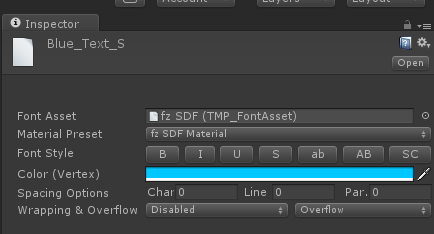 Account Layers Layout
Inspector
Blue_Text_S
Open
Font Asset fz SDF (TMP_FontAsset)
Material Preset fz SDF Material
Font Style B I U S ab AB SC
Color (Vertex)
Spacing Options Char 0 Line 0 Par. 0
Wrapping & Overflow Disabled Overflow